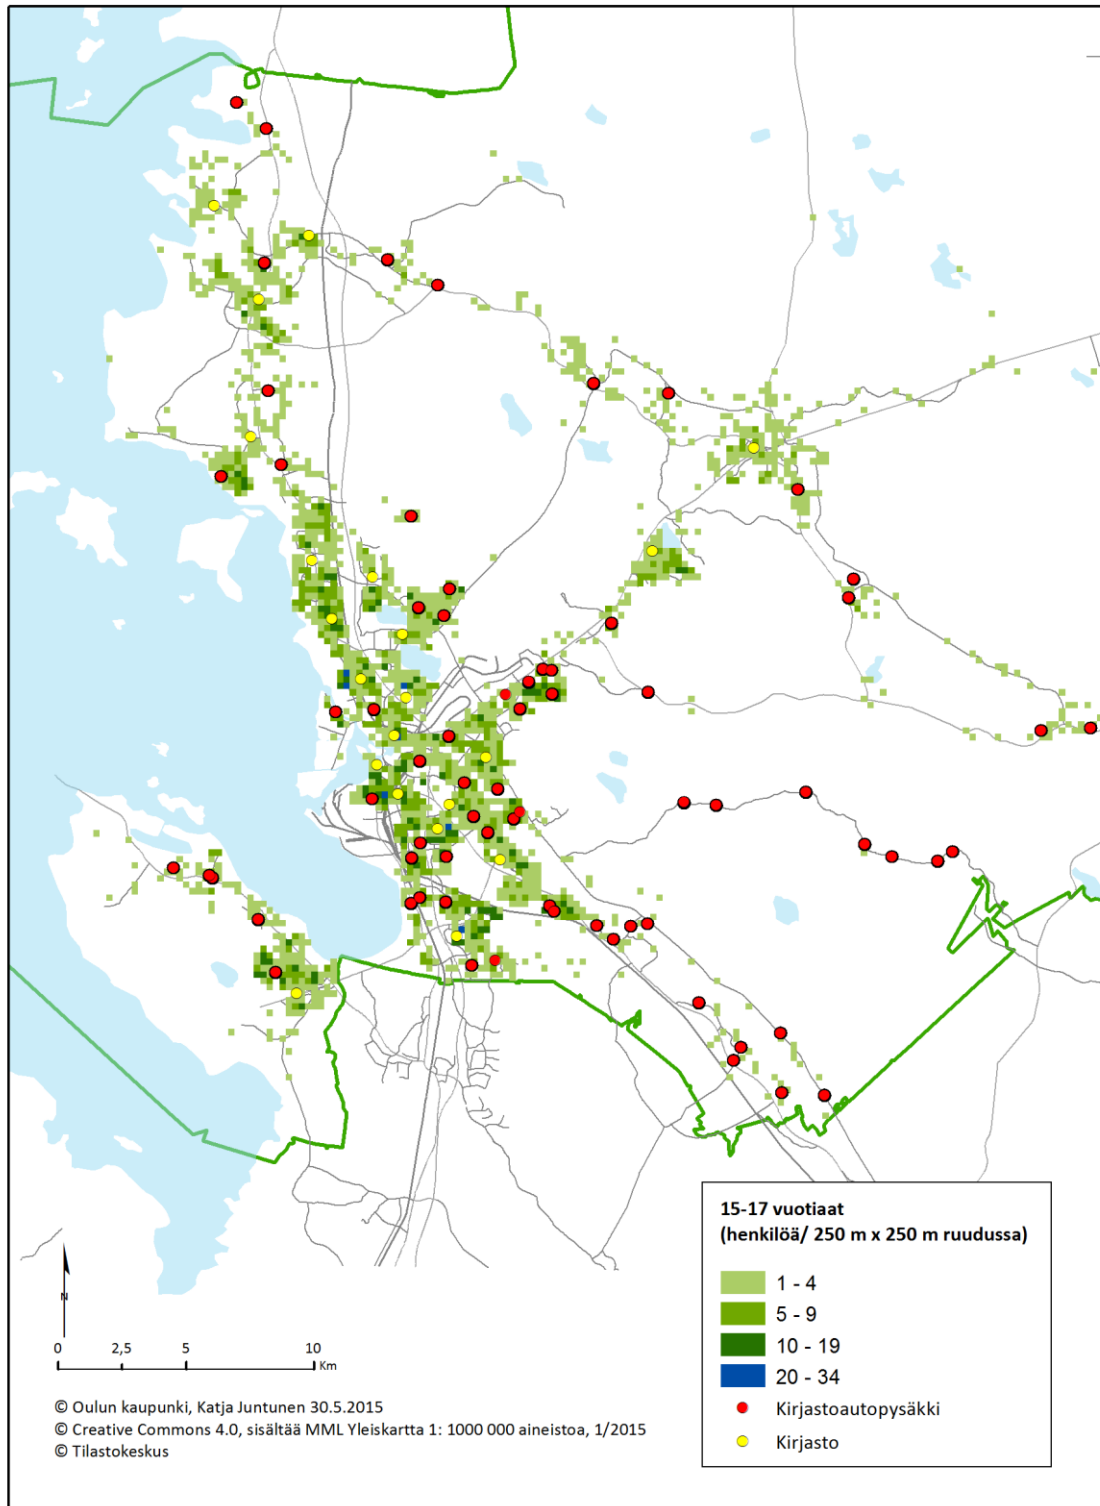 15-17 vuotiaat
(henkilöä/ 250 m x 250 m ruudussa)
1 - 4
5 - 9
10 - 19
20 - 34
Kirjastoautopysäkki
Kirjasto
N
0 2,5 5 10
Km
© Oulun kaupunki, Katja Juntunen 30.5.2015
© Creative Commons 4.0, sisältää MML Yleiskartta 1: 1000 000 aineistoa, 1/2015
© Tilastokeskus